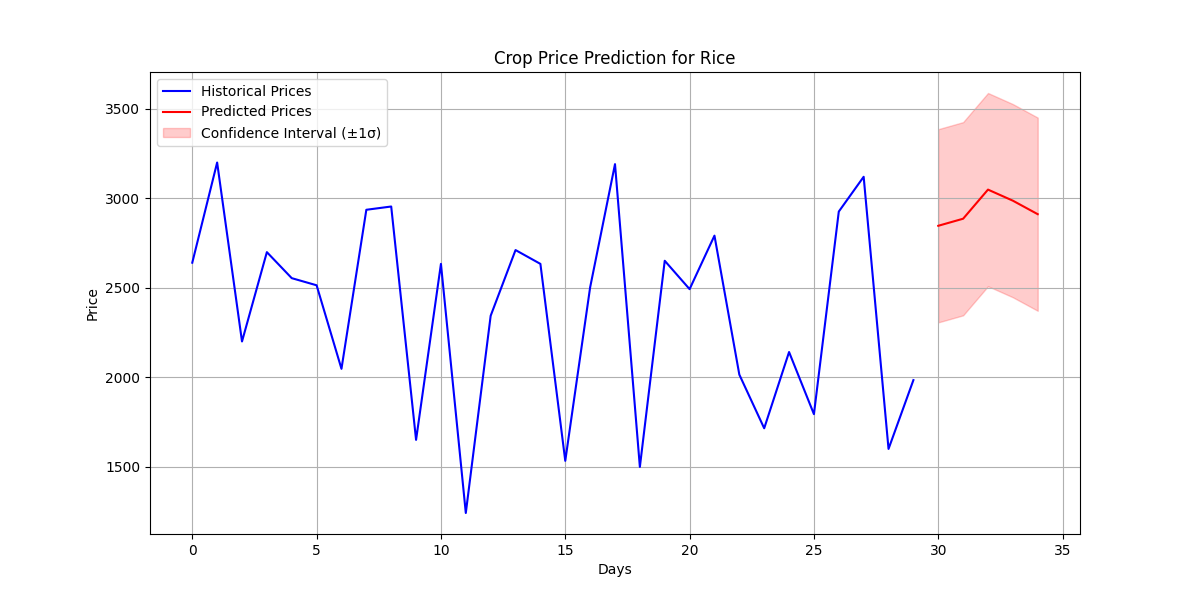 Crop Price Prediction for Rice
Historical Prices
Predicted Prices
Confidence Interval (±1σ)
3500
3000
2500
2000
1500
Price
0 5 10 15 20 25 30 35
Days